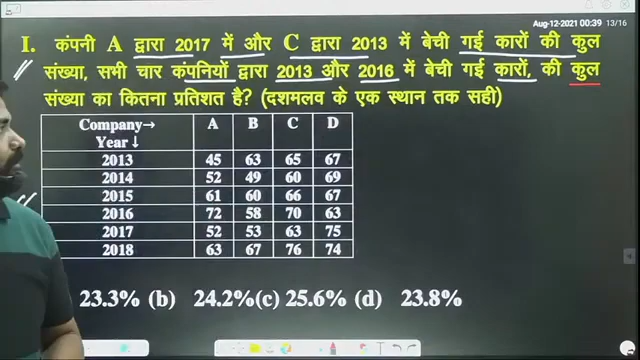 Aug-12-2021 00:39 13/16
I. कंपनी A द्वारा 2017 में और C द्वारा 2013 में बेची गई कारों की कुल
संख्या, सभी चार कंपनियों द्वारा 2013 और 2016 में बेची गई कारों, की कुल
संख्या का कितना प्रतिशत है? (दशमलव के एक स्थान तक सही)
Company→ A B C D
Year↓
2013 45 63 65 67
2014 52 49 60 69
2015 61 60 66 67
2016 72 58 70 63
2017 52 53 63 75
2018 63 67 76 74
23.3% (b) 24.2%(c) 25.6% (d) 23.8%